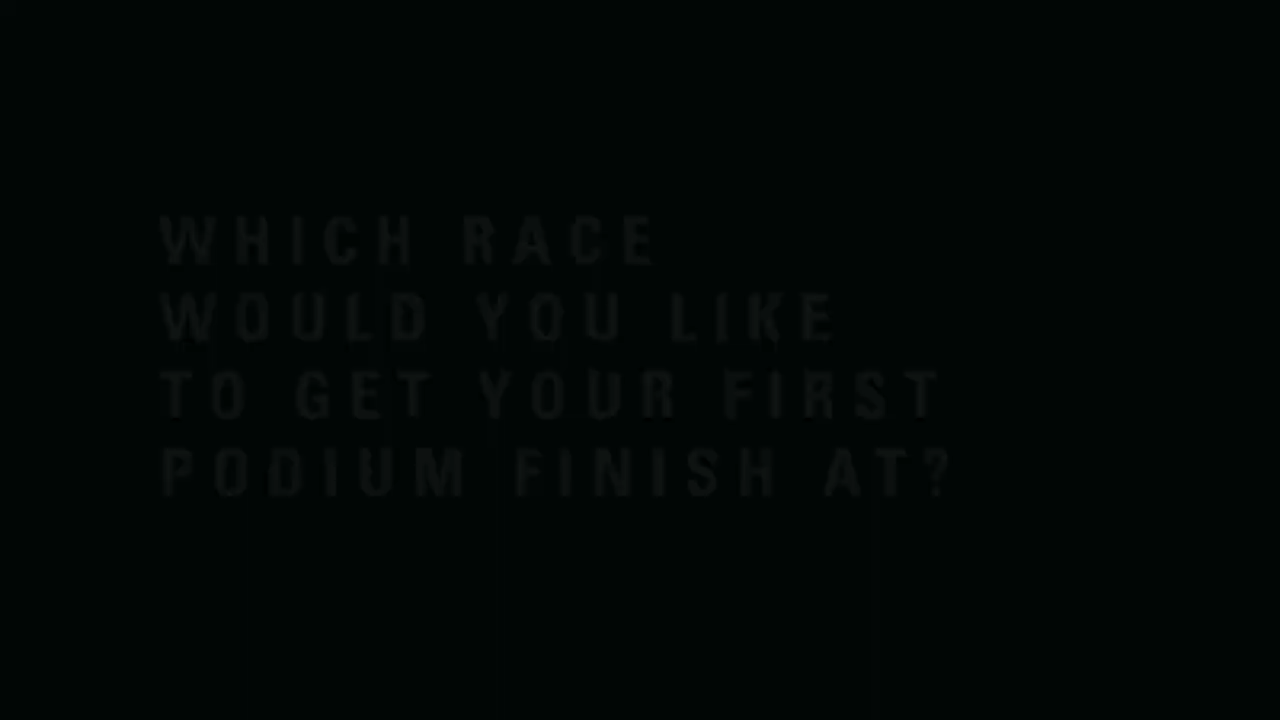 WHICH RACE
WOULD YOU LIKE
TO GET YOUR FIRST
PODIUM FINISH AT?